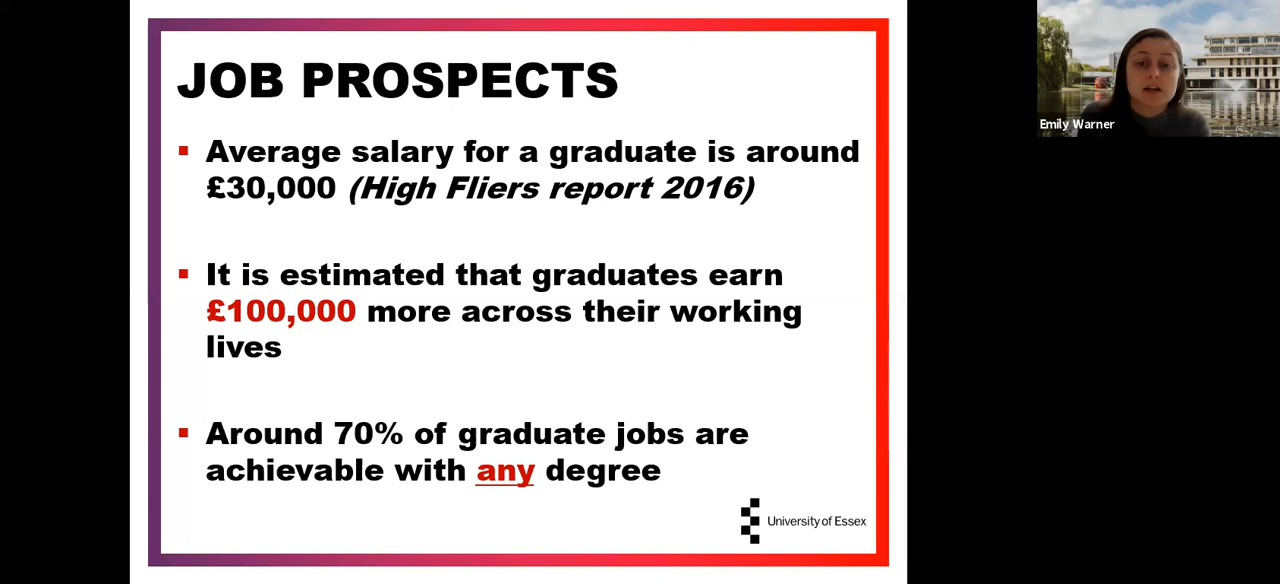 JOB PROSPECTS
▪ Average salary for a graduate is around
£30,000 (High Fliers report 2016)
▪ It is estimated that graduates earn
£100,000 more across their working
lives
▪ Around 70% of graduate jobs are
achievable with any degree
University of Essex
Emily Warner